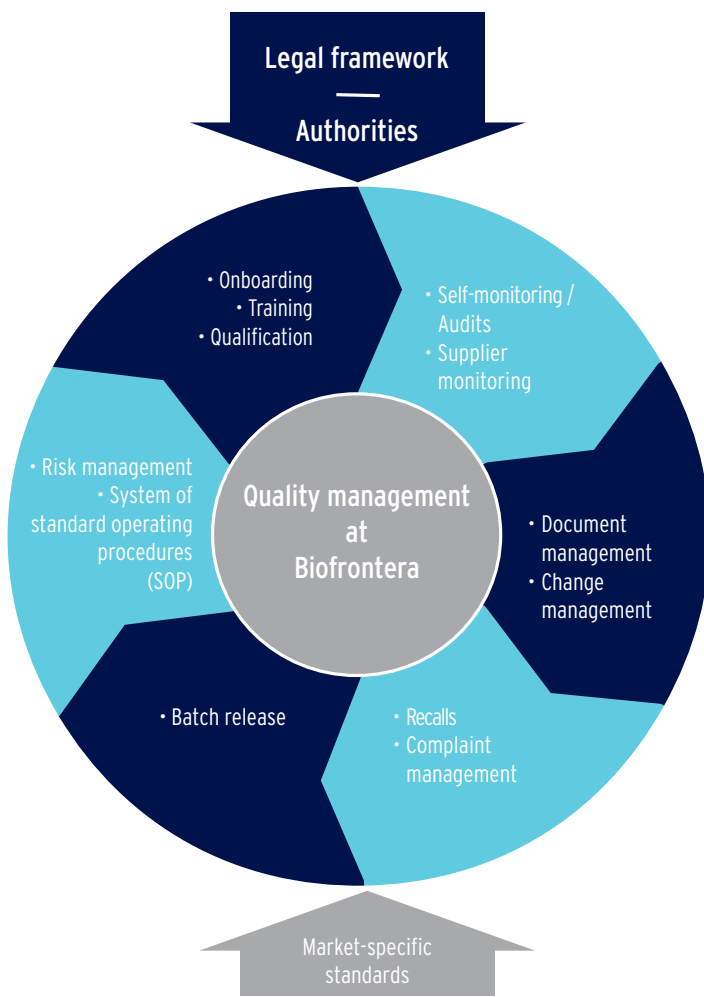 Legal framework
—
Authorities
• Onboarding
• Training
• Qualification
• Self-monitoring /
Audits
• Supplier
monitoring
• Risk management
• System of
standard operating
procedures
(SOP)
Quality management
at
Biofrontera
• Document
management
• Change
management
• Batch release
• Recalls
• Complaint
management
Market-specific
standards